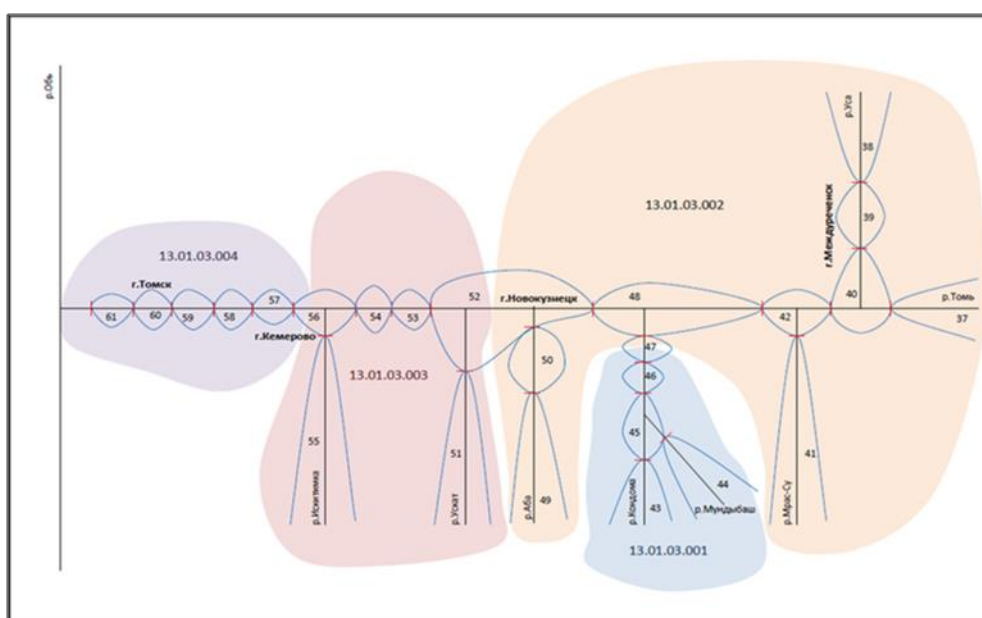 р.Обь
13.01.03.004
г.Томск
61
60
59
58
57
г.Кемерово
56
54
53
52
13.01.03.003
55
р.Искитимка
51
р.Ускат
13.01.03.002
г.Новокузнецк
48
50
49
р.Аба
47
46
45
44
43
р.Кондома
р.Мундыбаш
13.01.03.001
42
41
р.Мрас-Су
р.Уса
38
39
г.Междуреченск
40
р.Томь
37